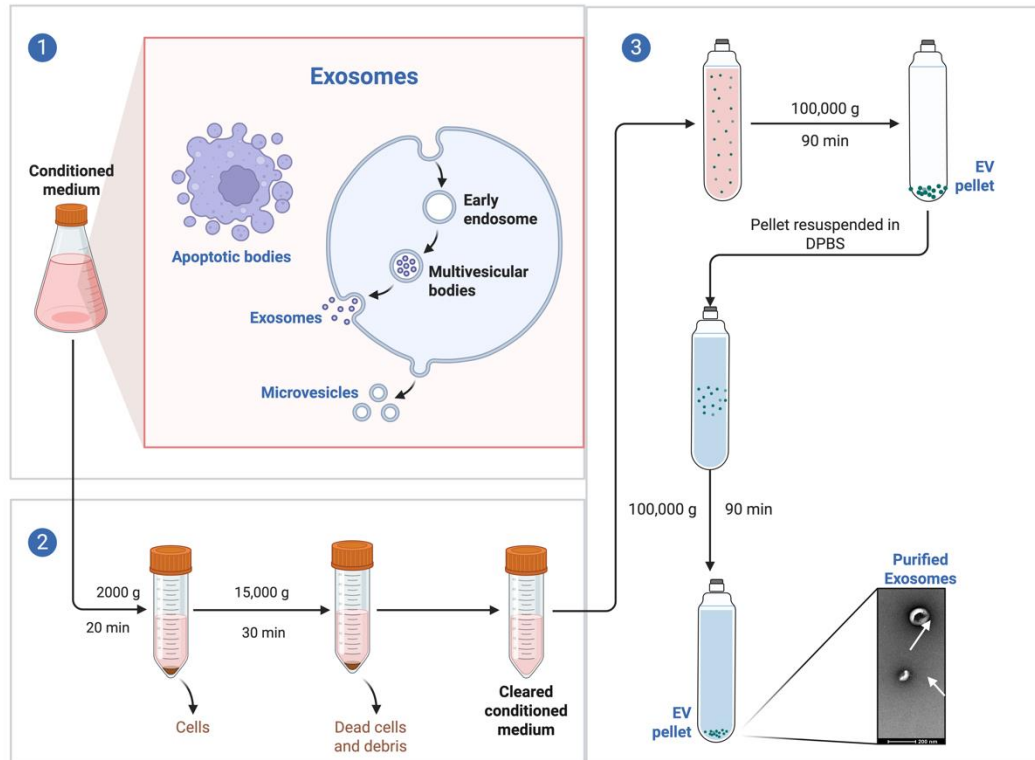 1
Exosomes
Conditioned
medium
Apoptotic bodies
Early
endosome
Multivesicular
bodies
Exosomes
Microvesicles
2
2000 g
20 min
15,000 g
30 min
Cells
Dead cells
and debris
Cleared
conditioned
medium
3
100,000 g
90 min
EV
pellet
Pellet resuspended in
DPBS
100,000 g 90 min
Purified
Exosomes
EV
pellet
200 nm